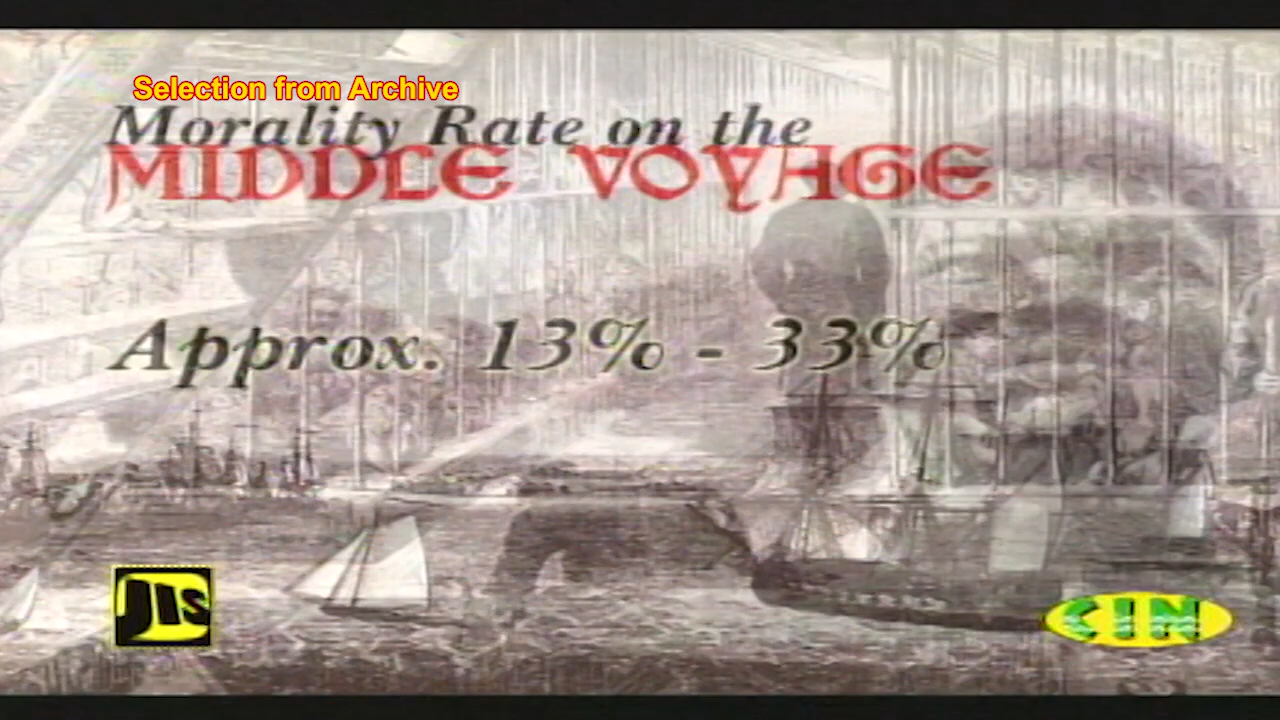 Selection from Archive
Morality Rate on the
MIDDLE VOYAGE
Approx. 13% - 33%
JIS
CIN